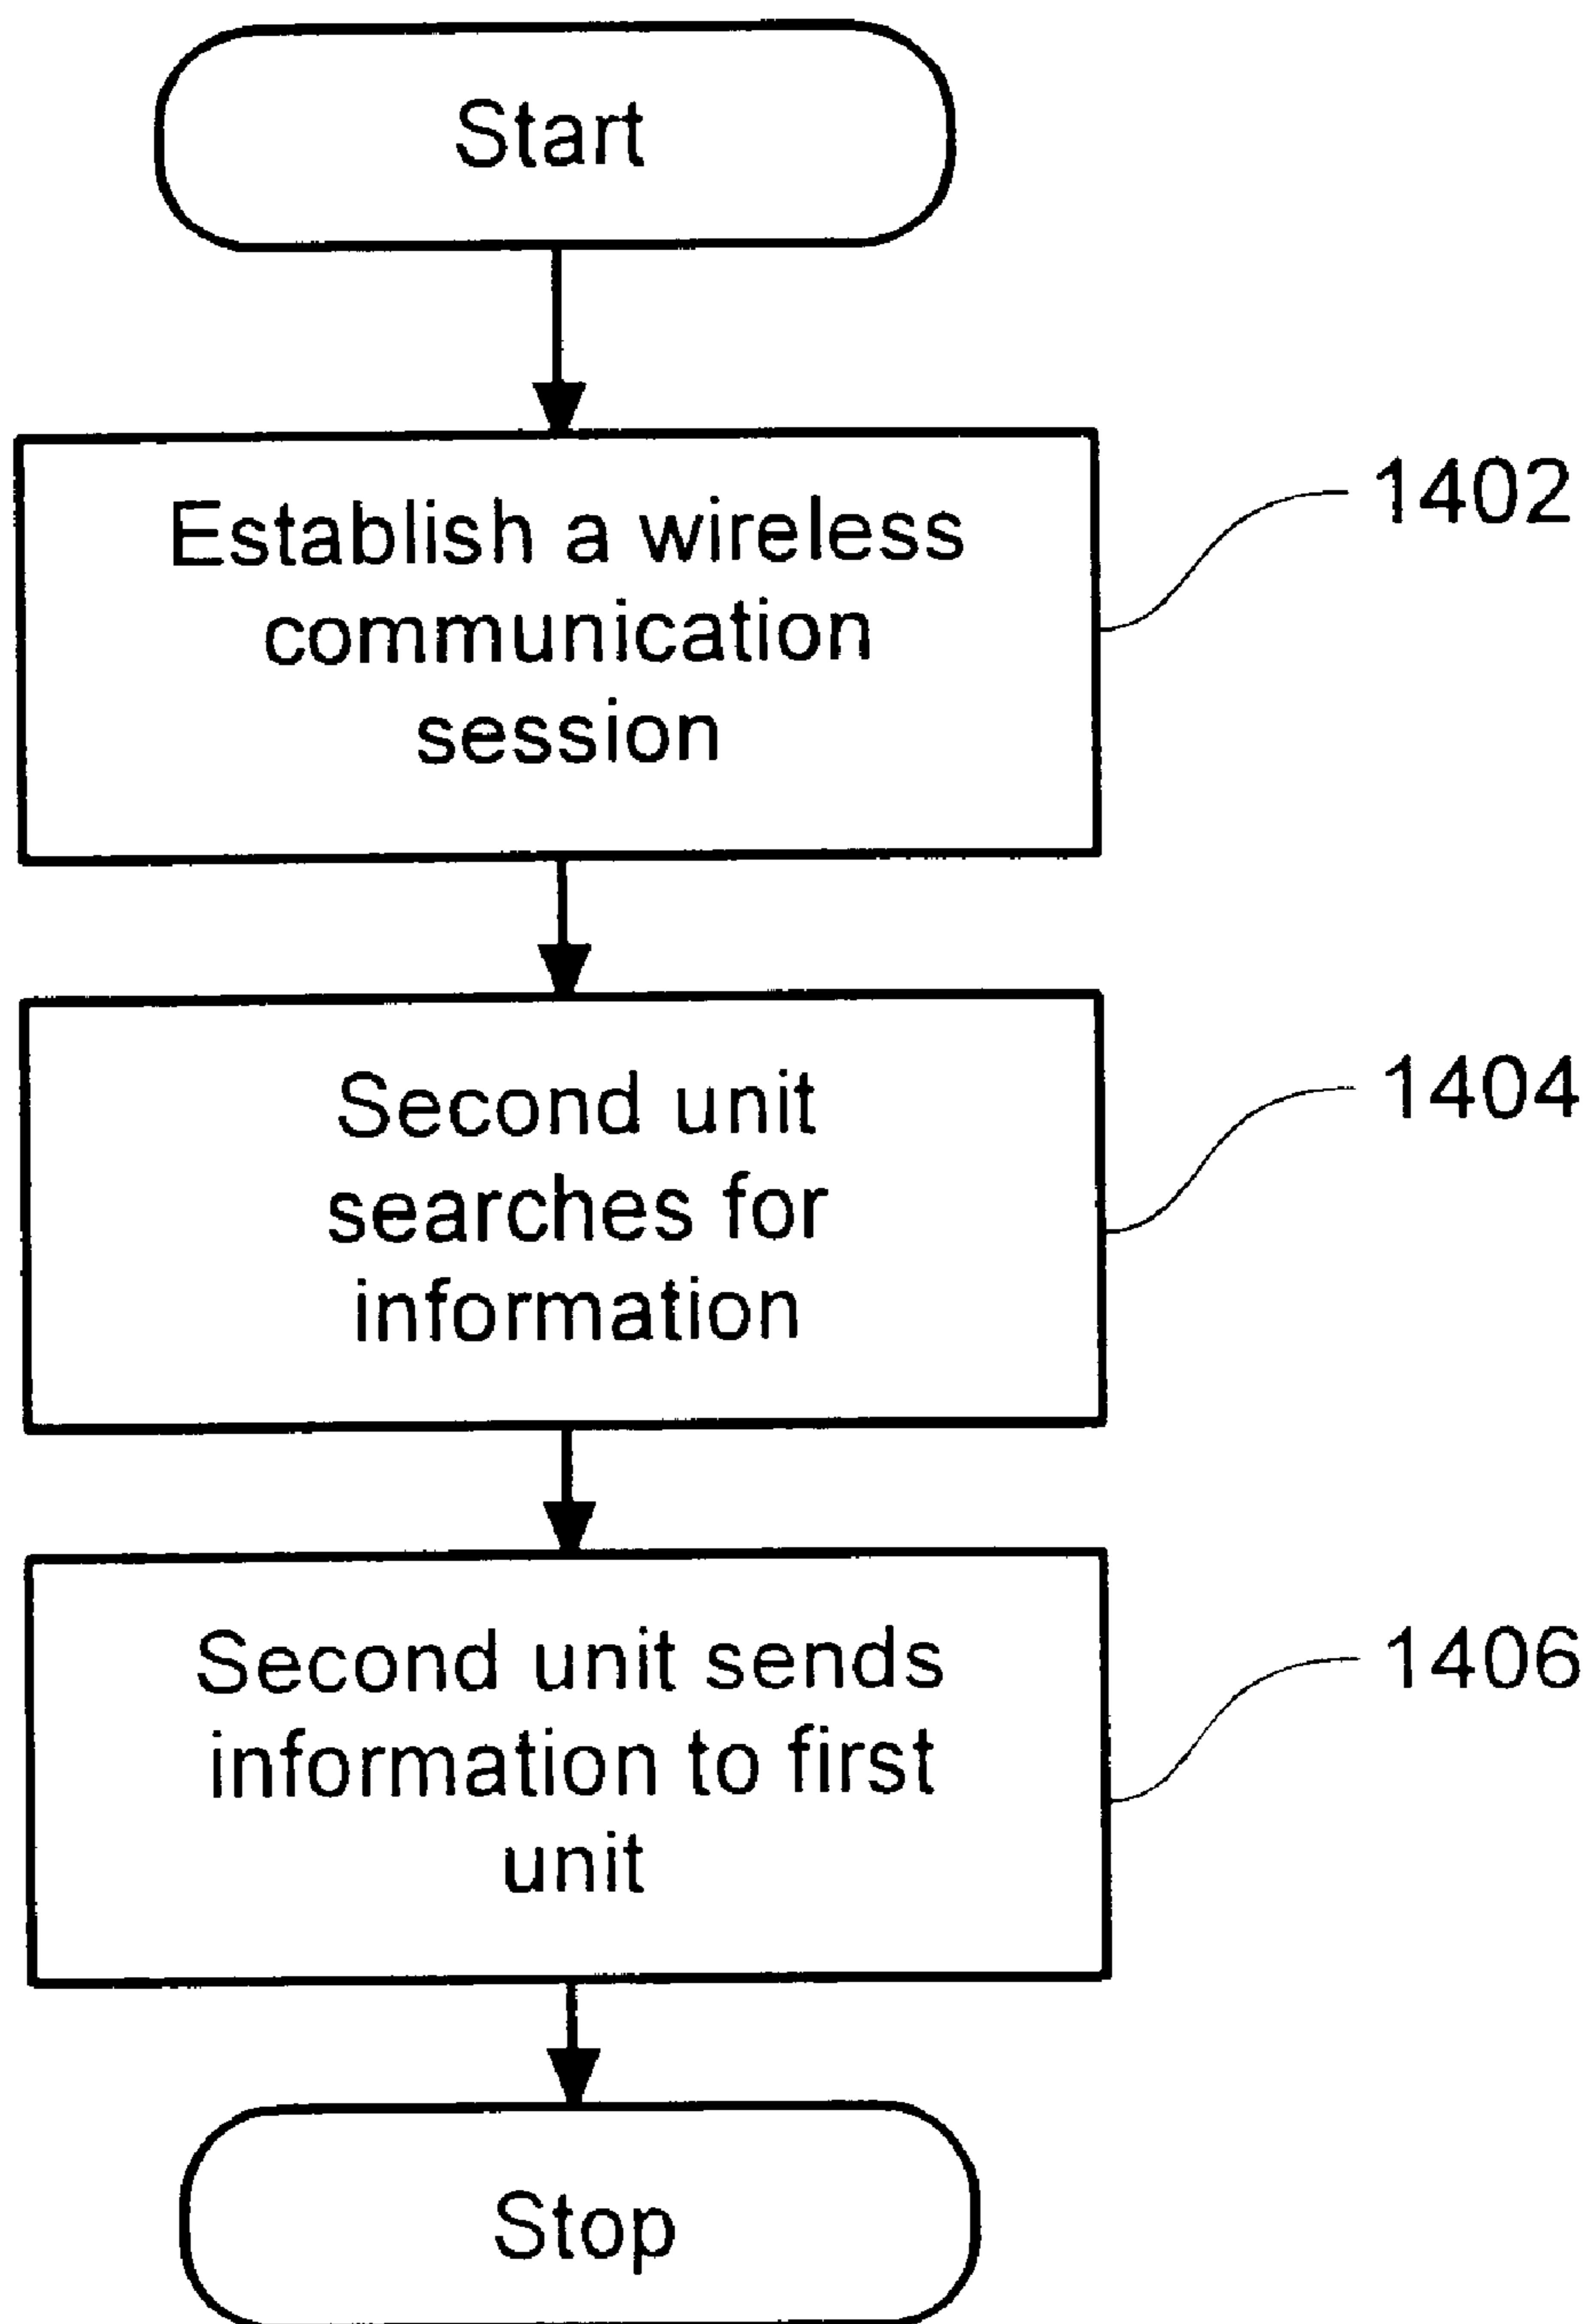 Start
Establish a wireless
communication
session
1402
Second unit
searches for
information
1404
Second unit sends
information to first
unit
1406
Stop